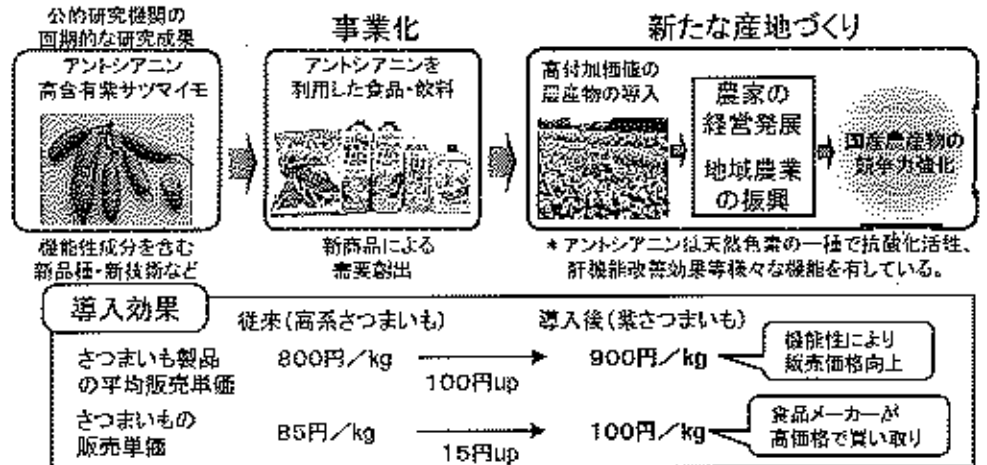 公的研究機関の
画期的な研究成果
アントシアニン
高含有紫サツマイモ
機能性成分を含む
新品種・新技術など
事業化
アントシアニンを
利用した食品・飲料
新商品による
需要創出
新たな産地づくり
高付加価値の
農産物の導入
農家の
経営発展
地域農業
の振興
国産農産物の
競争力強化
*アントシアニンは天然色素の一種で抗酸化活性、
肝機能改善効果等様々な機能を有している。
導入効果
従来(高系さつまいも)
導入後(紫さつまいも)
さつまいも製品
の平均販売単価
800円/kg
100円up
900円/kg
機能性により
販売価格向上
さつまいもの
販売単価
85円/kg
15円up
100円/kg
食品メーカーが
高価格で買い取り